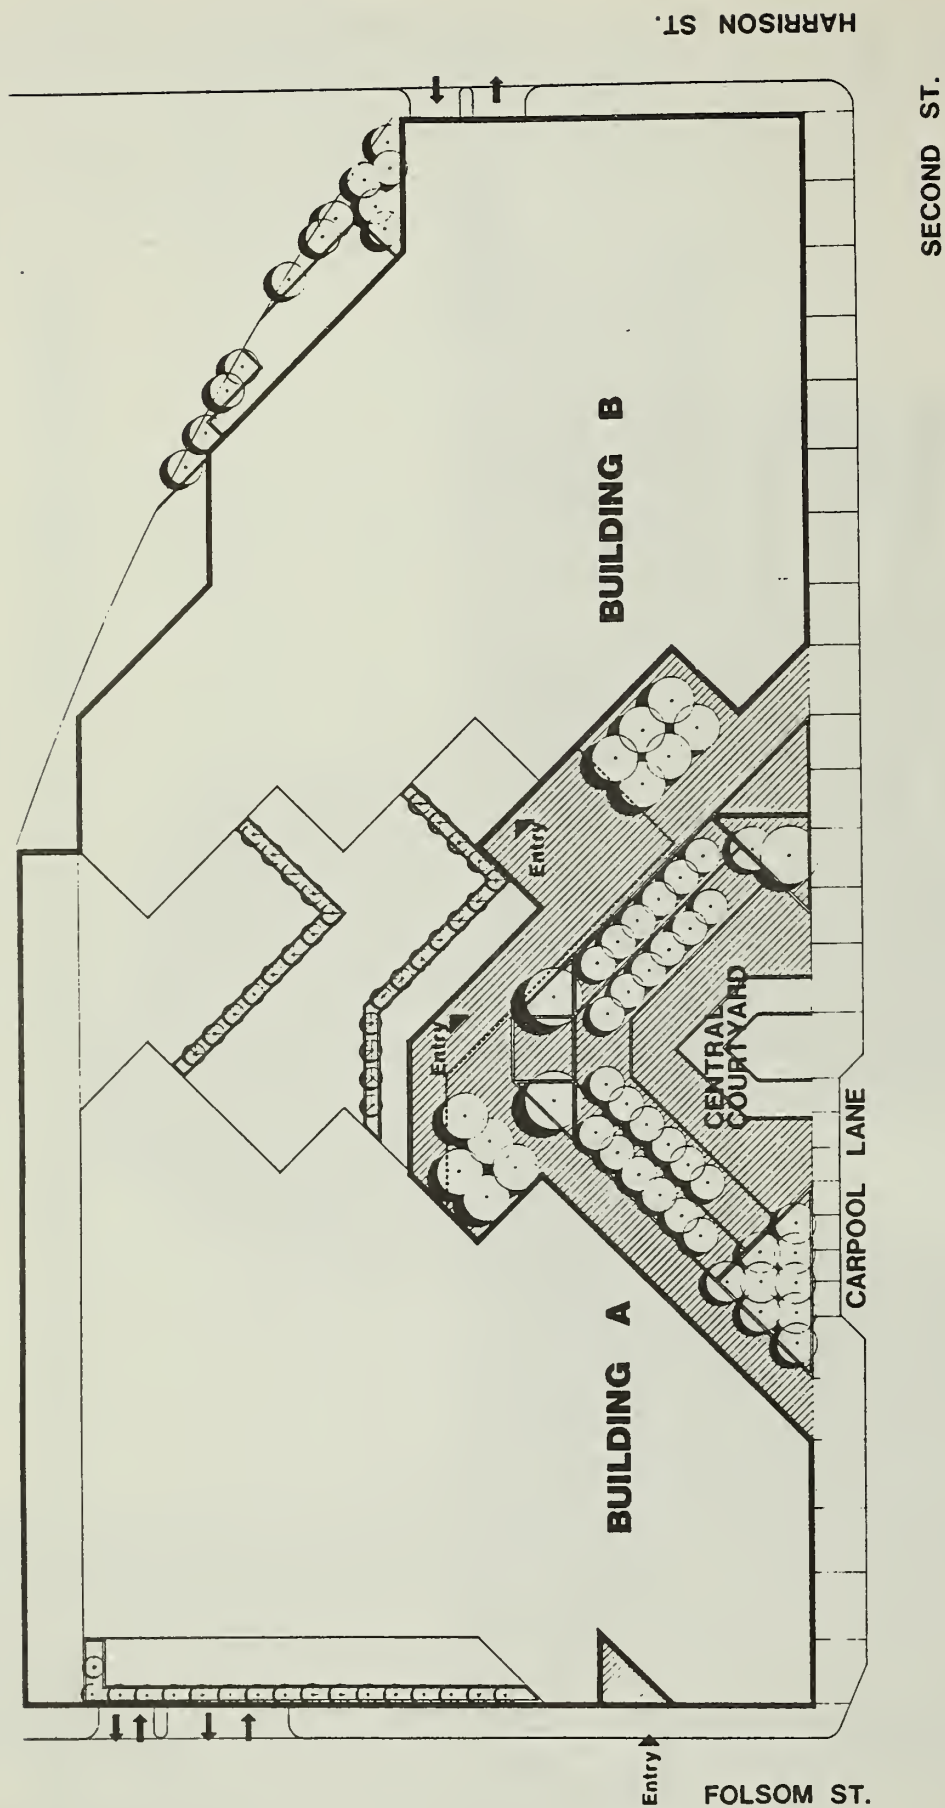 HARRISON ST.
SECOND ST.
BUILDING B
Entry
Entry
CENTRAL
COURTYARD
CARPOOL LANE
BUILDING A
Entry
FOLSOM ST.